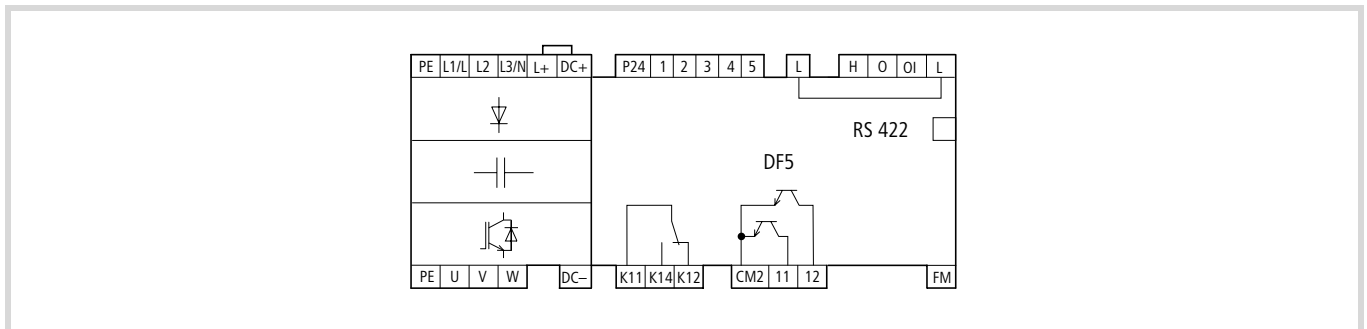 PE L1/L L2 L3/N L+ DC+ P24 1 2 3 4 5 L H O OI L
RS 422
DF5
PE U V W DC– K11 K14 K12 CM2 11 12 FM